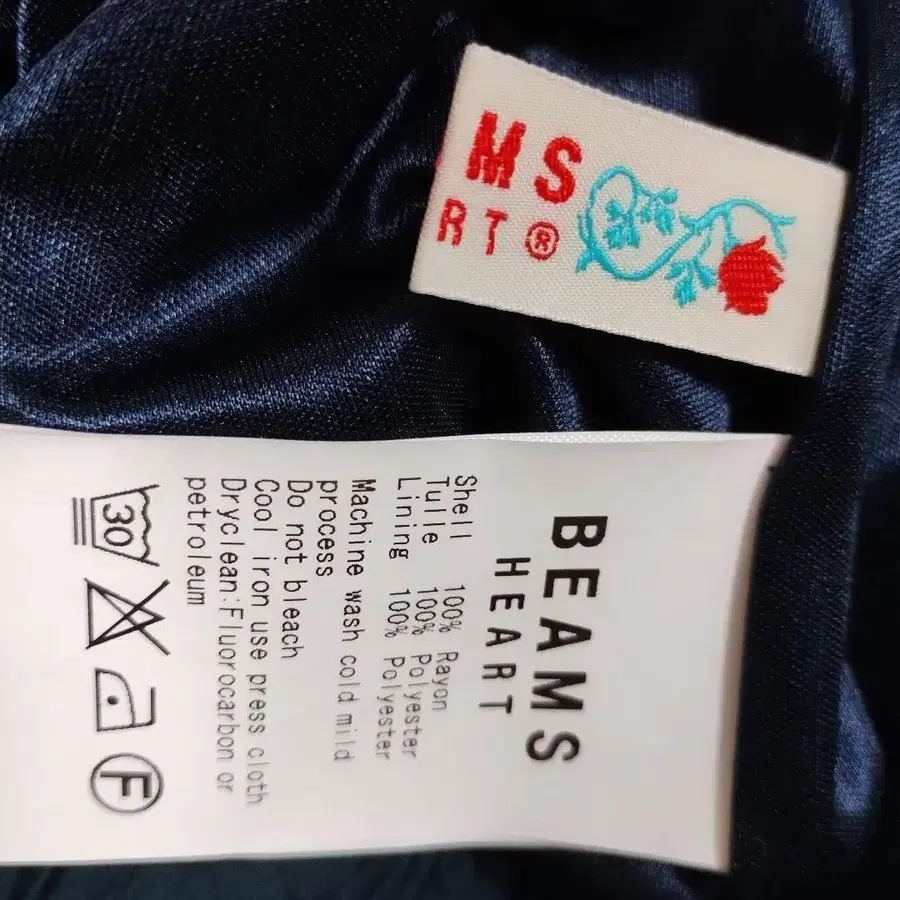 MS
RT®
BEAMS
HEART
Shell 100% Rayon
Tulle 100% Polyester
Lining 100% Polyester
Machine wash cold mild
process
Do not bleach
Cool iron use press cloth
Dryclean:Fluorocarbon or
petroleum
30
F